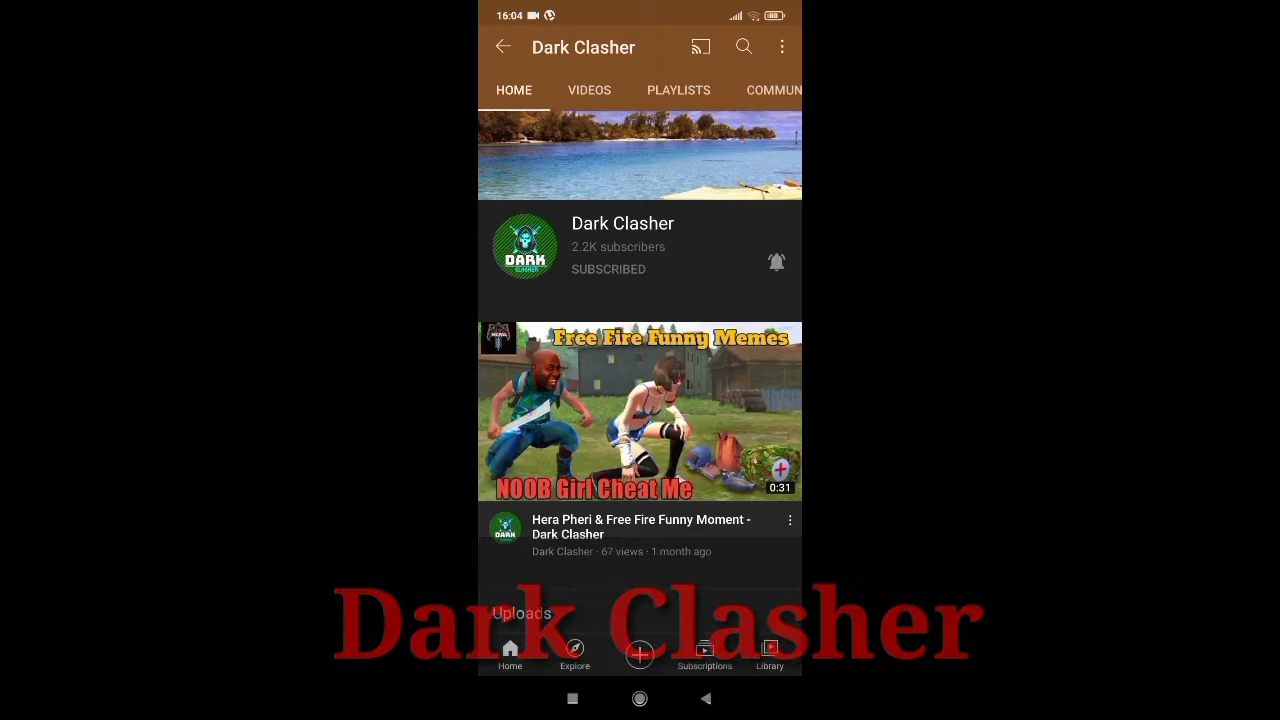 16:04
Dark Clasher
HOME VIDEOS PLAYLISTS COMMUN
Dark Clasher
2.2K subscribers
SUBSCRIBED
DARK
CLASHER
Free Fire Funny Memes
NOOB Girl Cheat Me
0:31
Hera Pheri & Free Fire Funny Moment -
Dark Clasher
DARK
Dark Clasher · 67 views · 1 month ago
Uploads
Dark Clasher
Home Explore Subscriptions Library